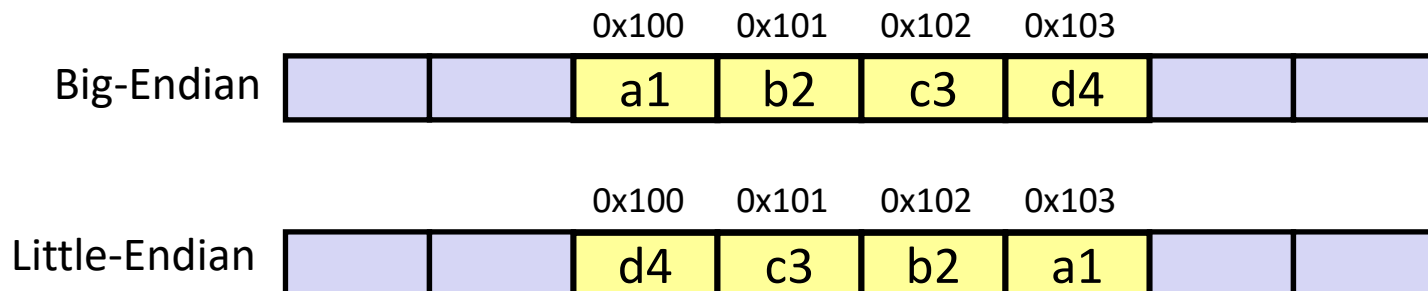 0x100 0x101 0x102 0x103
Big-Endian a1 b2 c3 d4
0x100 0x101 0x102 0x103
Little-Endian d4 c3 b2 a1